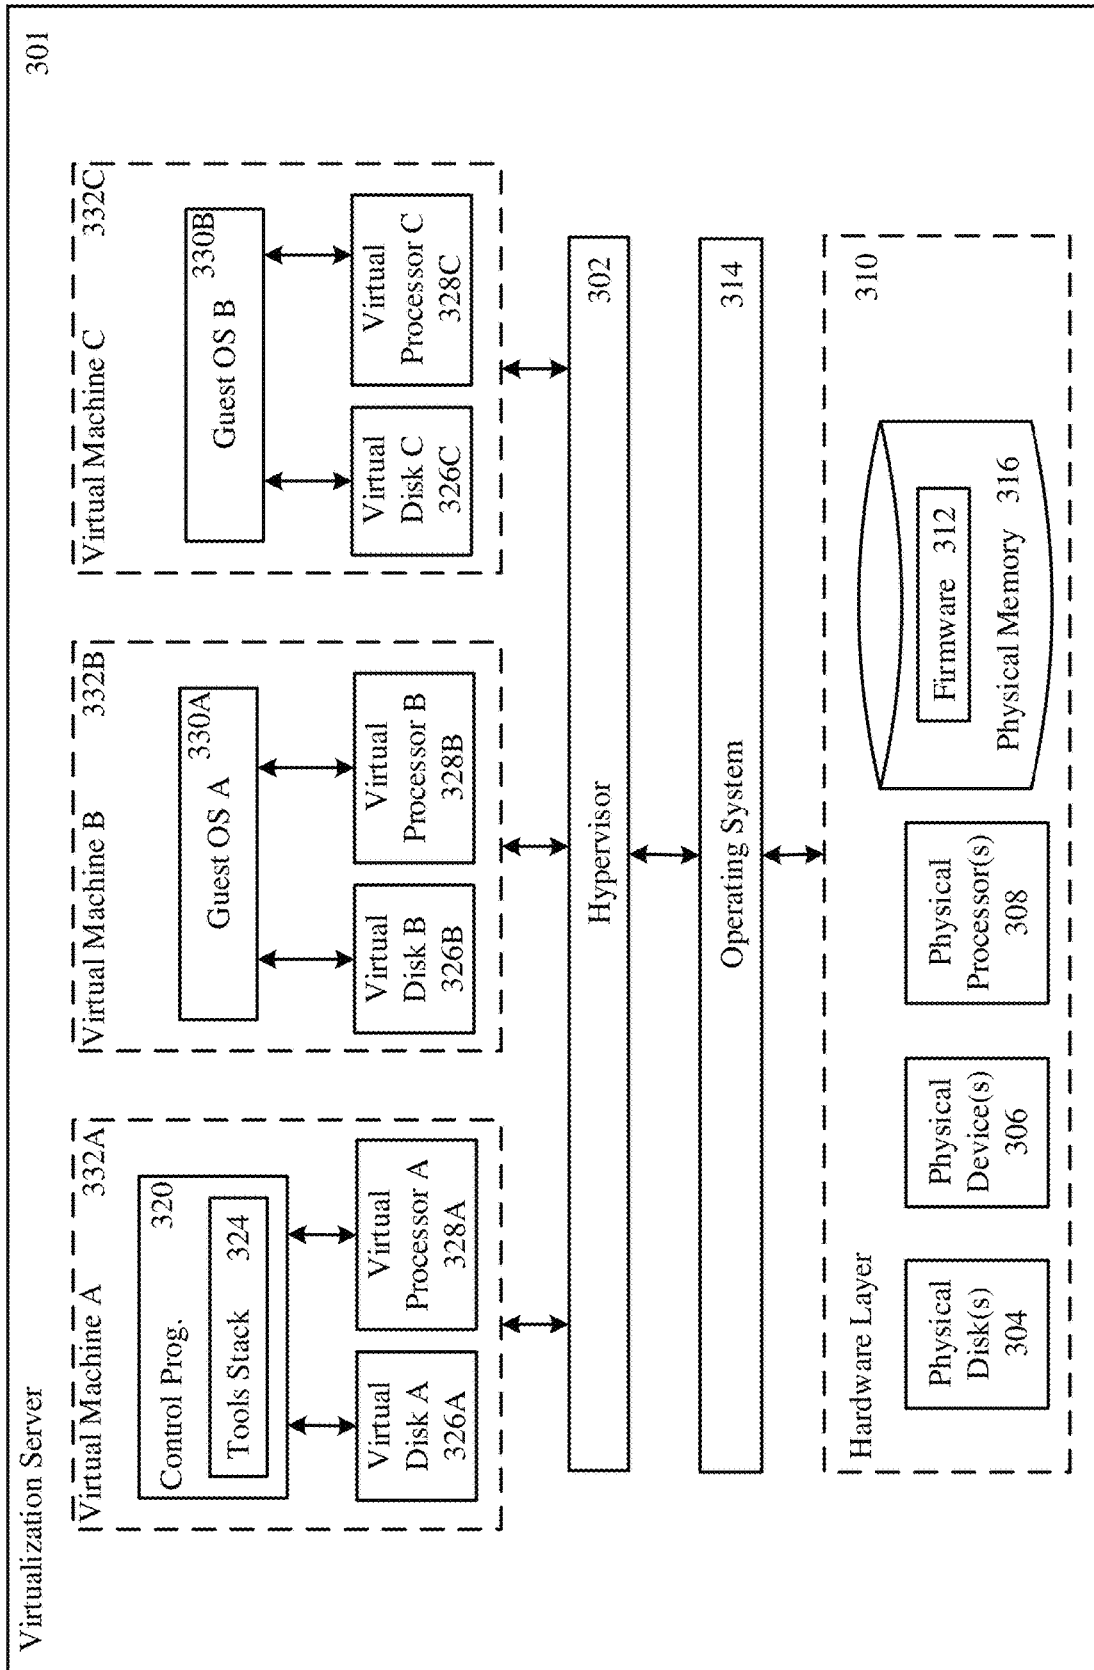 Virtualization Server
301
Virtual Machine A
332A
Control Prog.
320
Tools Stack
324
Virtual
Disk A
326A
Virtual
Processor A
328A
Virtual Machine B
332B
330A
Guest OS A
Virtual
Disk B
326B
Virtual
Processor B
328B
Virtual Machine C
332C
330B
Guest OS B
Virtual
Disk C
326C
Virtual
Processor C
328C
Hypervisor
302
Operating System
314
Hardware Layer
310
Physical
Disk(s)
304
Physical
Device(s)
306
Physical
Processor(s)
308
Firmware 312
Physical Memory 316